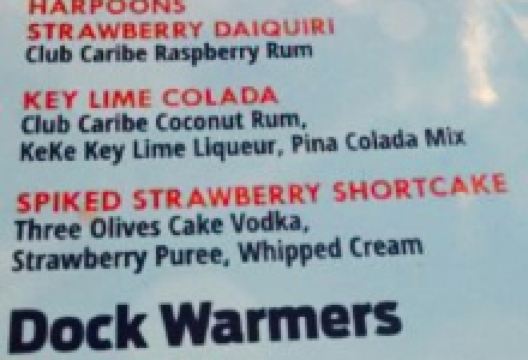 HARPOONS
STRAWBERRY DAIQUIRI
Club Caribe Raspberry Rum
KEY LIME COLADA
Club Caribe Coconut Rum,
KeKe Key Lime Liqueur, Pina Colada Mix
SPIKED STRAWBERRY SHORTCAKE
Three Olives Cake Vodka,
Strawberry Puree, Whipped Cream
Dock Warmers